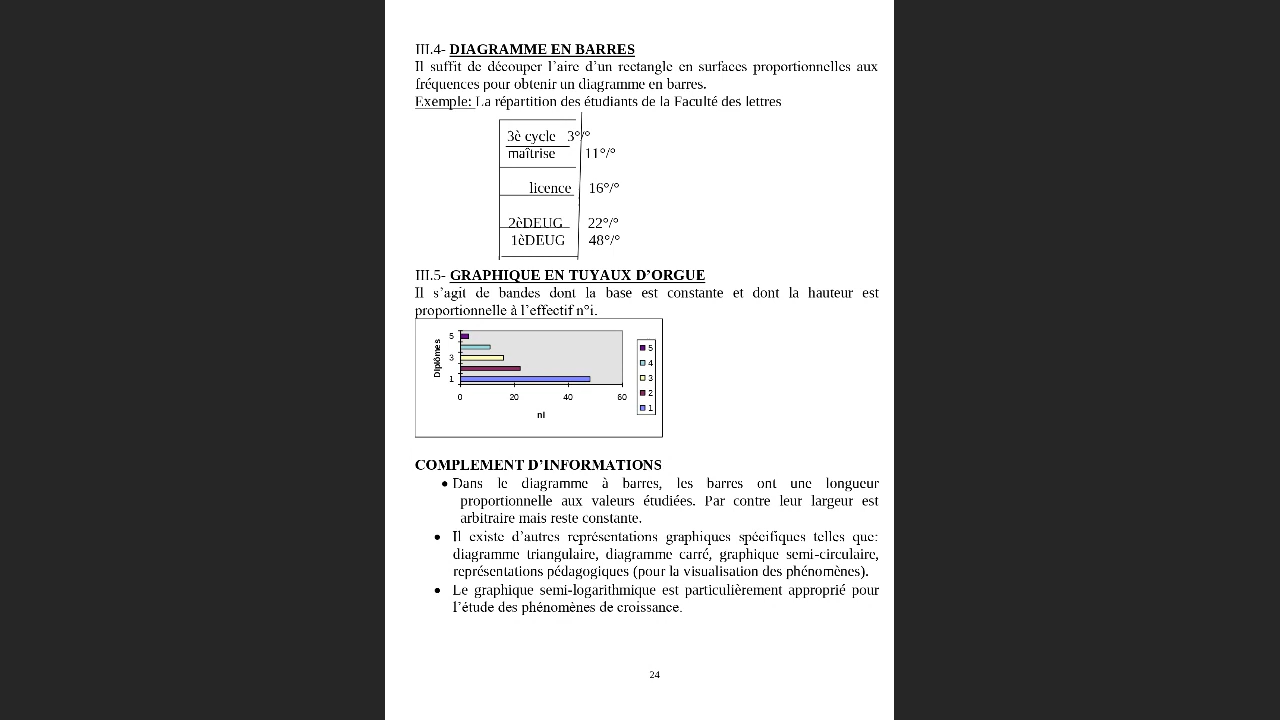 III.4- DIAGRAMME EN BARRES
Il suffit de découper l’aire d’un rectangle en surfaces proportionnelles aux
fréquences pour obtenir un diagramme en barres.
Exemple: La répartition des étudiants de la Faculté des lettres
3è cycle 3°/°
maîtrise 11°/°
licence 16°/°
2èDEUG 22°/°
1èDEUG 48°/°
III.5- GRAPHIQUE EN TUYAUX D’ORGUE
Il s’agit de bandes dont la base est constante et dont la hauteur est
proportionnelle à l’effectif n°i.
Diplômes
5
3
1
0 20 40 60
ni
5
4
3
2
1
COMPLEMENT D’INFORMATIONS
• Dans le diagramme à barres, les barres ont une longueur
proportionnelle aux valeurs étudiées. Par contre leur largeur est
arbitraire mais reste constante.
• Il existe d’autres représentations graphiques spécifiques telles que:
diagramme triangulaire, diagramme carré, graphique semi-circulaire,
représentations pédagogiques (pour la visualisation des phénomènes).
• Le graphique semi-logarithmique est particulièrement approprié pour
l’étude des phénomènes de croissance.
24